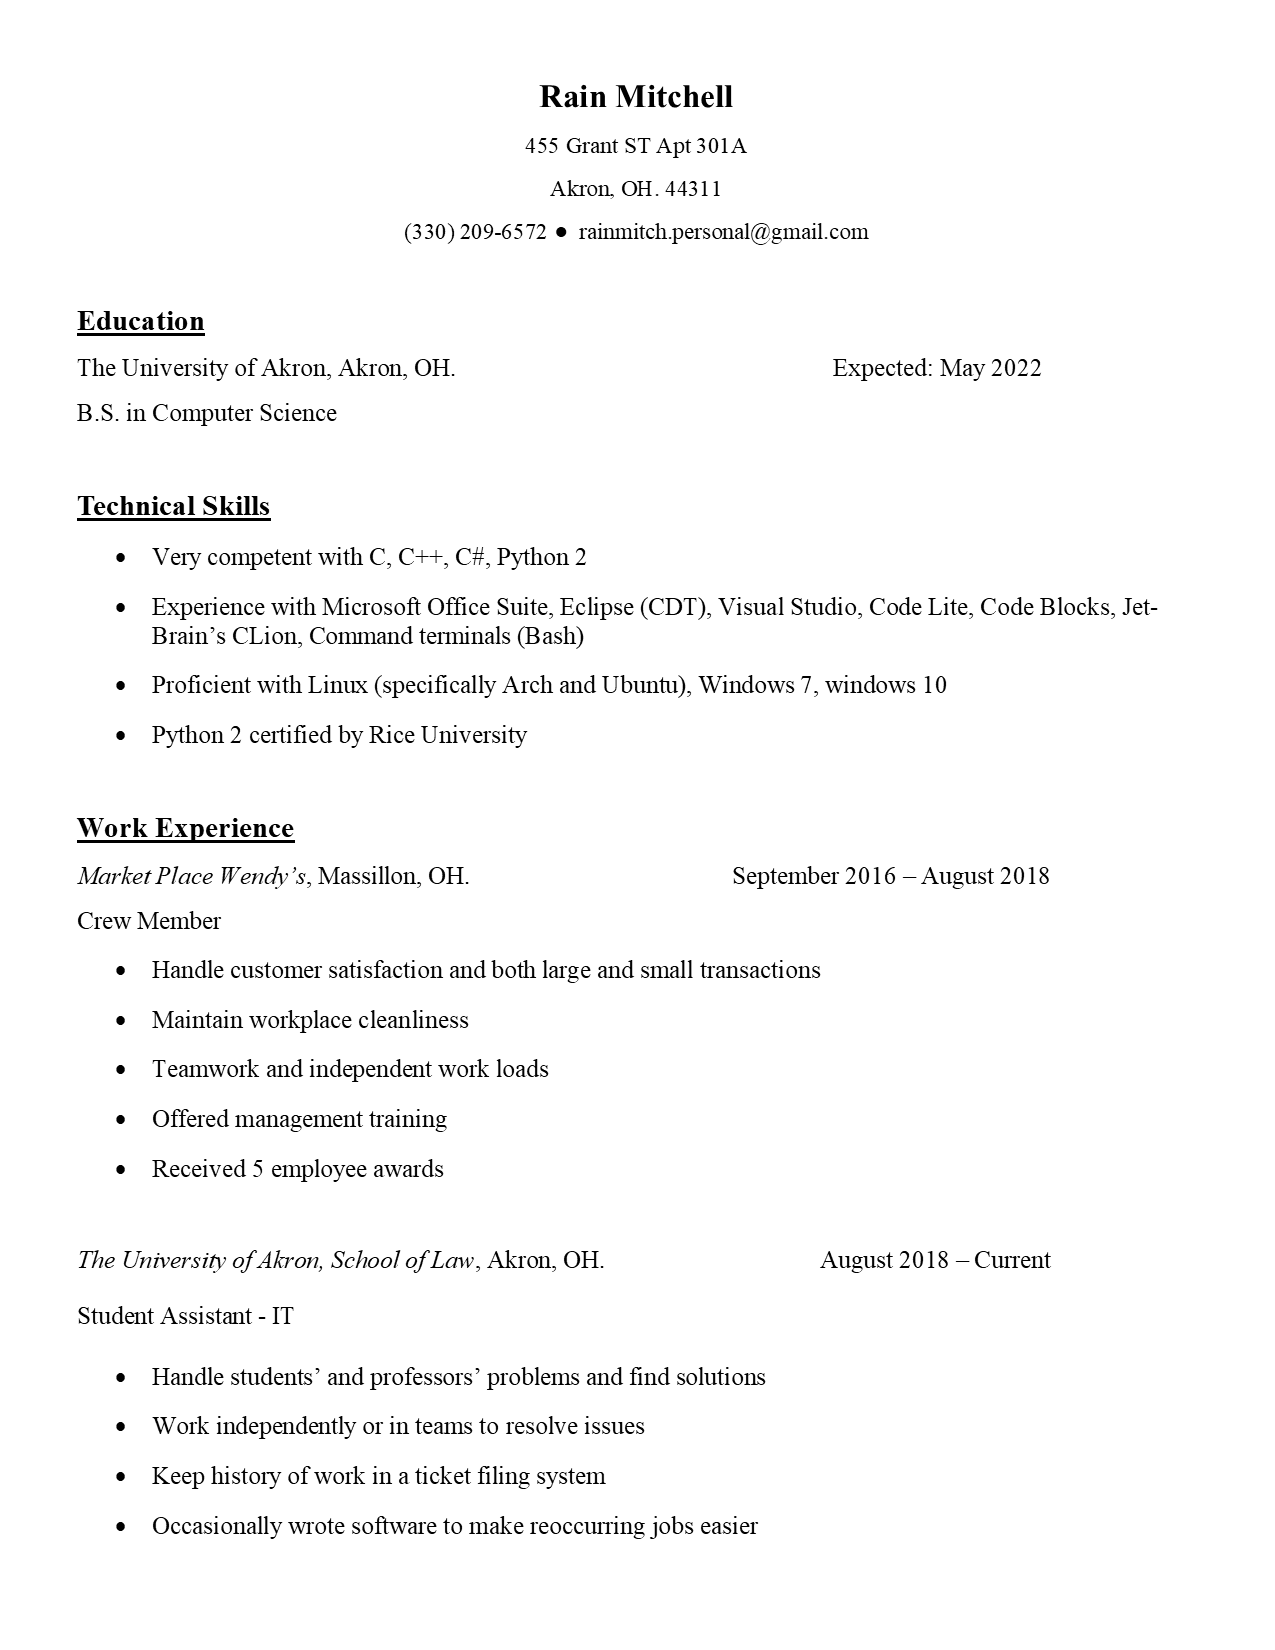 Rain Mitchell
455 Grant ST Apt 301A
Akron, OH. 44311
(330) 209-6572 ● rainmitch.personal@gmail.com
Education
The University of Akron, Akron, OH. Expected: May 2022
B.S. in Computer Science
Technical Skills
• Very competent with C, C++, C#, Python 2
• Experience with Microsoft Office Suite, Eclipse (CDT), Visual Studio, Code Lite, Code Blocks, Jet-
Brain’s CLion, Command terminals (Bash)
• Proficient with Linux (specifically Arch and Ubuntu), Windows 7, windows 10
• Python 2 certified by Rice University
Work Experience
Market Place Wendy’s, Massillon, OH. September 2016 – August 2018
Crew Member
• Handle customer satisfaction and both large and small transactions
• Maintain workplace cleanliness
• Teamwork and independent work loads
• Offered management training
• Received 5 employee awards
The University of Akron, School of Law, Akron, OH. August 2018 – Current
Student Assistant - IT
• Handle students’ and professors’ problems and find solutions
• Work independently or in teams to resolve issues
• Keep history of work in a ticket filing system
• Occasionally wrote software to make reoccurring jobs easier